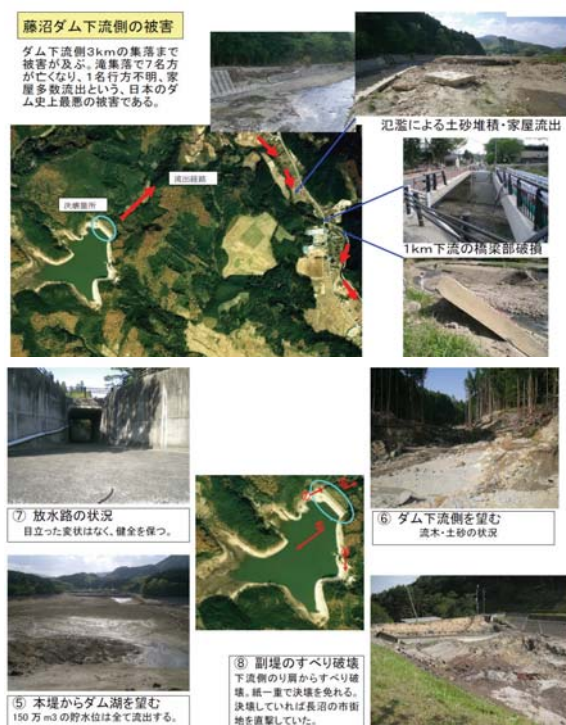 藤沼ダム下流側の被害
ダム下流側3kmの集落まで
被害が及ぶ。滝集落で7名方
が亡くなり、1名行方不明、家
屋多数流出という、日本のダ
ム史上最悪の被害である。
氾濫による土砂堆積・家屋流出
流出経路
決壊箇所
1km下流の橋梁部破損
⑦ 放水路の状況
目立った変状はなく、健全を保つ。
⑥ ダム下流側を望む
流木・土砂の状況
⑤ 本堤からダム湖を望む
150万m3の貯水位は全て流出する。
⑧ 副堤のすべり破壊
下流側のり肩からすべり破
壊。紙一重で決壊を免れる。
決壊していれば長沼の市街
地を直撃していた。